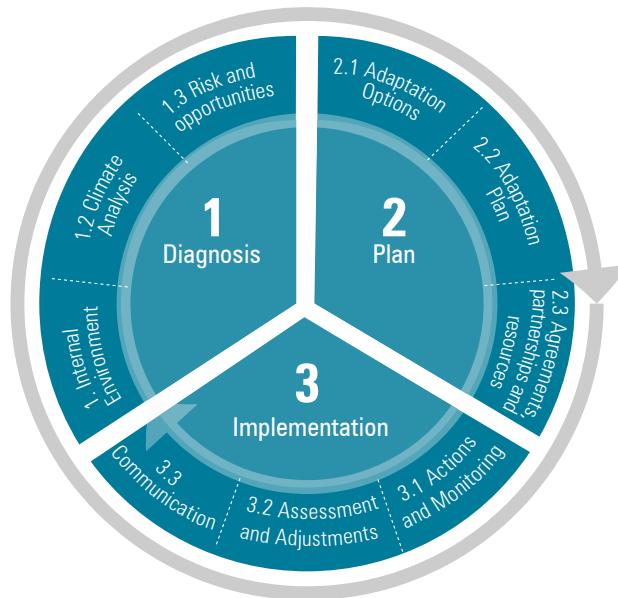 1
Diagnosis
1. Internal
Environment
1.2 Climate
Analysis
1.3 Risk and
opportunities
2
Plan
2.1 Adaptation
Options
2.2 Adaptation
Plan
2.3 Agreements,
partnerships and
resources
3
Implementation
3.1 Actions
and Monitoring
3.2 Assessment
and Adjustments
3.3
Communication